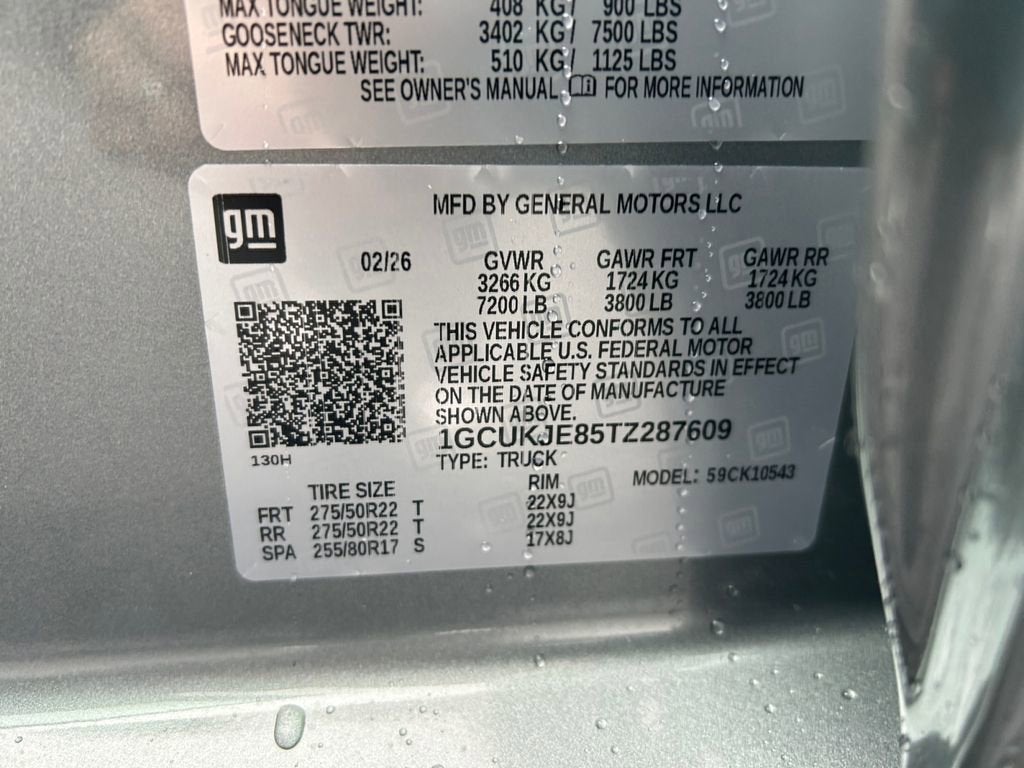 MAX TONGUE WEIGHT: 408 KG/ 900 LBS
GOOSENECK TWR: 3402 KG/ 7500 LBS
MAX TONGUE WEIGHT: 510 KG/ 1125 LBS
SEE OWNER'S MANUAL FOR MORE INFORMATION
gm
MFD BY GENERAL MOTORS LLC
02/26 GVWR GAWR FRT GAWR RR
3266 KG 1724 KG 1724 KG
7200 LB 3800 LB 3800 LB
THIS VEHICLE CONFORMS TO ALL
APPLICABLE U.S. FEDERAL MOTOR
VEHICLE SAFETY STANDARDS IN EFFECT
ON THE DATE OF MANUFACTURE
SHOWN ABOVE.
1GCUKJE85TZ287609
130H
TYPE: TRUCK
MODEL: 59CK10543
TIRE SIZE RIM
FRT 275/50R22 T 22X9J
RR 275/50R22 T 22X9J
SPA 255/80R17 S 17X8J